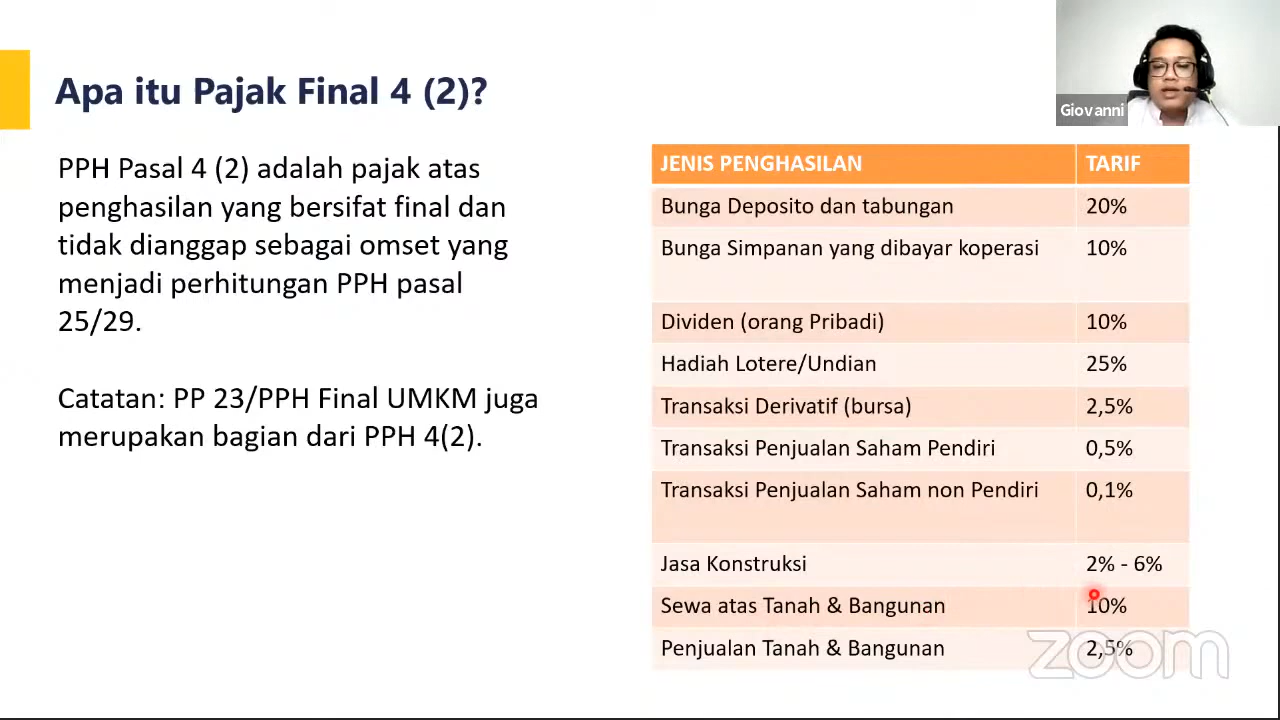 Apa itu Pajak Final 4 (2)?
Giovanni
PPH Pasal 4 (2) adalah pajak atas
penghasilan yang bersifat final dan
tidak dianggap sebagai omset yang
menjadi perhitungan PPH pasal
25/29.
Catatan: PP 23/PPH Final UMKM juga
merupakan bagian dari PPH 4(2).
JENIS PENGHASILAN TARIF
Bunga Deposito dan tabungan 20%
Bunga Simpanan yang dibayar koperasi 10%
Dividen (orang Pribadi) 10%
Hadiah Lotere/Undian 25%
Transaksi Derivatif (bursa) 2,5%
Transaksi Penjualan Saham Pendiri 0,5%
Transaksi Penjualan Saham non Pendiri 0,1%
Jasa Konstruksi 2% - 6%
Sewa atas Tanah & Bangunan 10%
Penjualan Tanah & Bangunan 2,5%
zoom